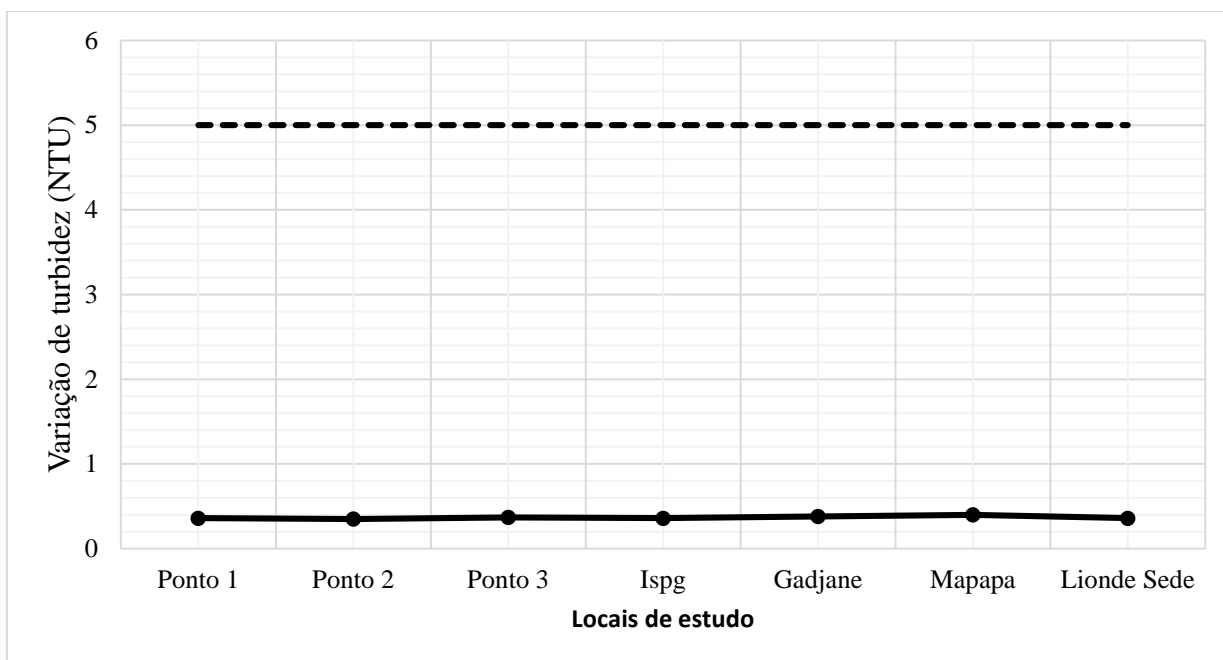 Variação de turbidez (NTU)
6
5
4
3
2
1
0
Ponto 1 Ponto 2 Ponto 3 Ispg Gadjane Mapapa Lionde Sede
Locais de estudo